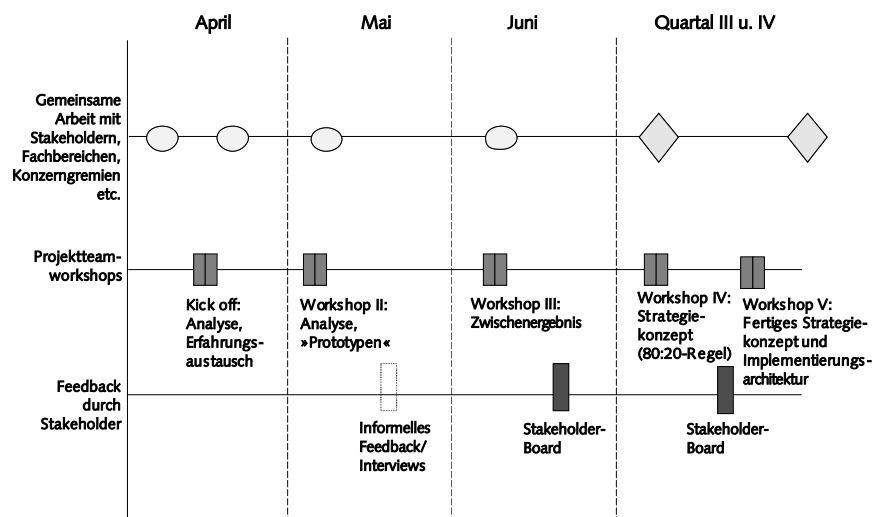 April Mai Juni Quartal III u. IV
Gemeinsame
Arbeit mit
Stakeholdern,
Fachbereichen,
Konzerngremien
etc.
Projektteam-
workshops
Kick off:
Analyse,
Erfahrungs-
austausch
Workshop II:
Analyse,
»Prototypen«
Workshop III:
Zwischenergebnis
Workshop IV:
Strategie-
konzept
(80:20-Regel)
Workshop V:
Fertiges Strategie-
konzept und
Implementierungs-
architektur
Feedback
durch
Stakeholder
Informelles
Feedback/
Interviews
Stakeholder-
Board
Stakeholder-
Board